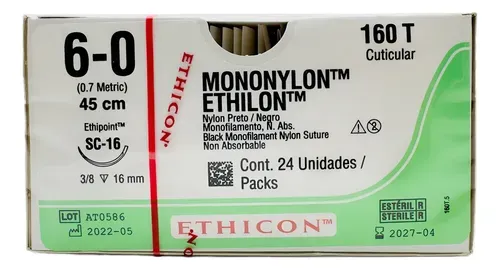 6-0
(0.7 Metric)
45 cm
Ethipoint™
SC-16
3/8 ▽ 16 mm
LOT AT0586
2022-05
ETHICON
.NO
160 T
Cuticular
MONONYLON™
ETHILON™
Nylon Preto / Negro
Monofilamento, N. Abs.
Black Monofilament Nylon Suture
Non Absorbable
Cont. 24 Unidades /
Packs
ETHICON™
ESTÉRIL R
STERILE R
2027-04
1607.5